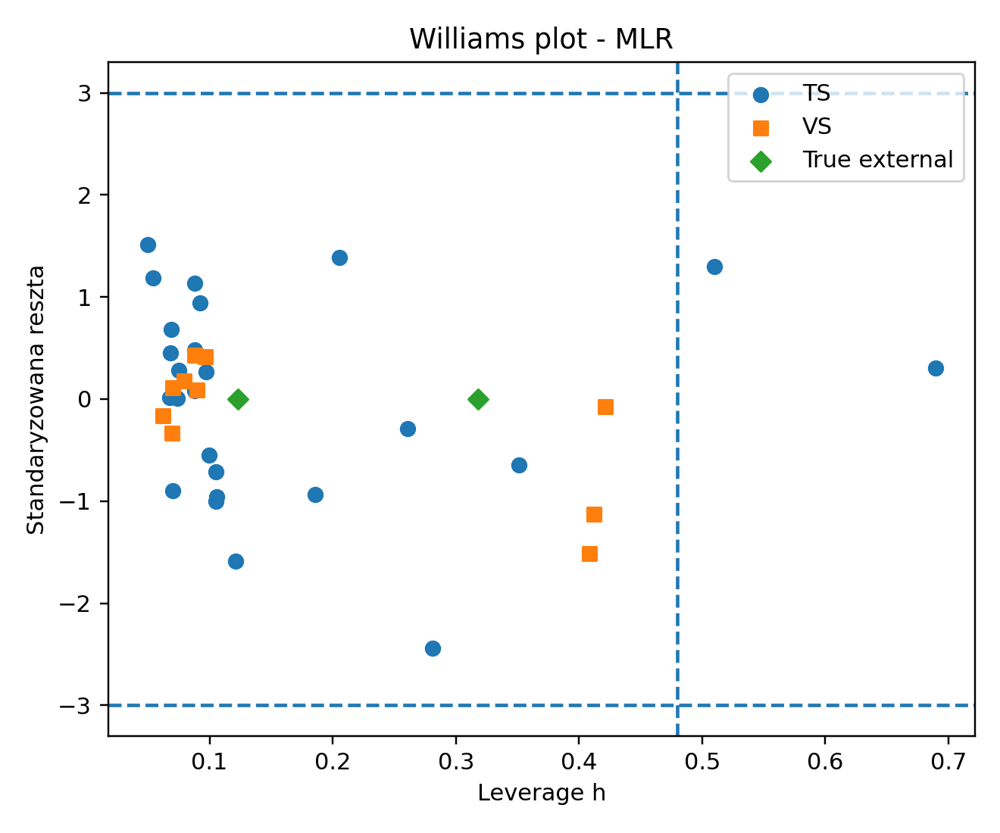 Williams plot - MLR
TS
VS
True external
3
2
1
0
−1
−2
−3
Standaryzowana reszta
0.1 0.2 0.3 0.4 0.5 0.6 0.7
Leverage h